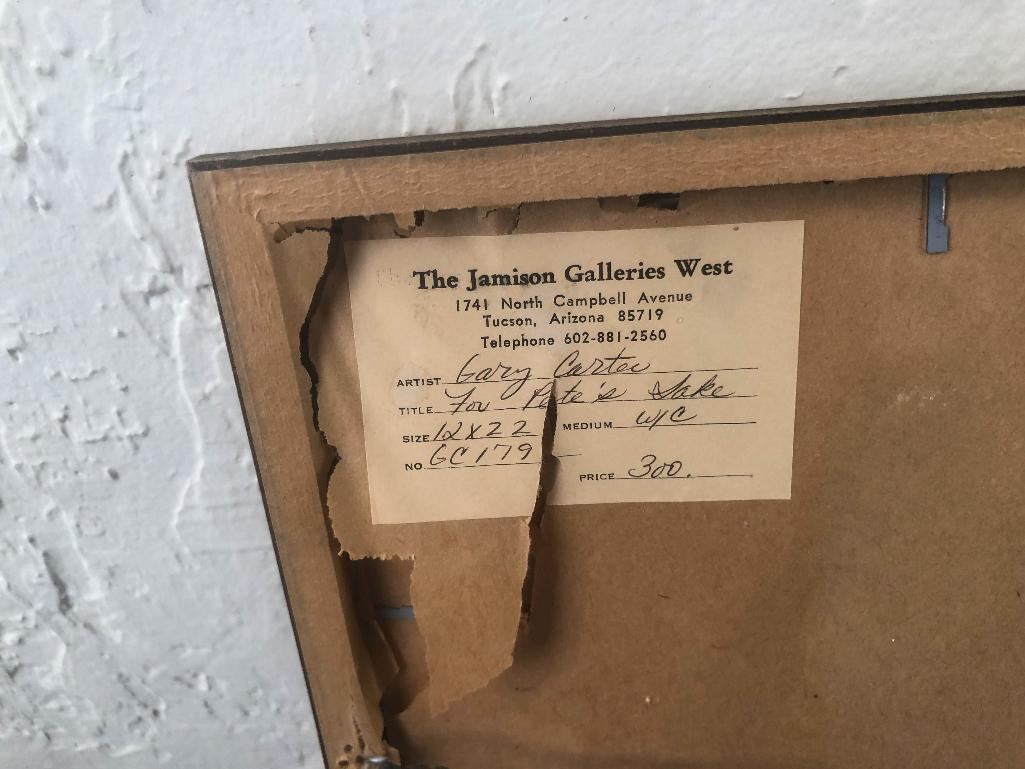 The Jamison Galleries West
1741 North Campbell Avenue
Tucson, Arizona 85719
Telephone 602-881-2560
ARTIST Gary Carter
TITLE For Pete's Sake
SIZE 12X22 MEDIUM W/C
NO. GC179
PRICE 300.